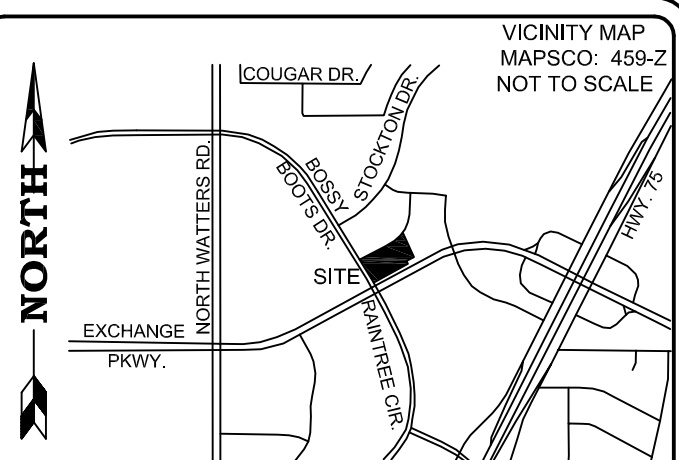 VICINITY MAP
MAPSCO: 459-Z
NOT TO SCALE
COUGAR DR.
STOCKTON DR.
BOSSY
BOOTS DR.
NORTH WATTERS RD.
HWY. 75
NORTH
SITE
EXCHANGE
PKWY.
RAINTREE CIR.